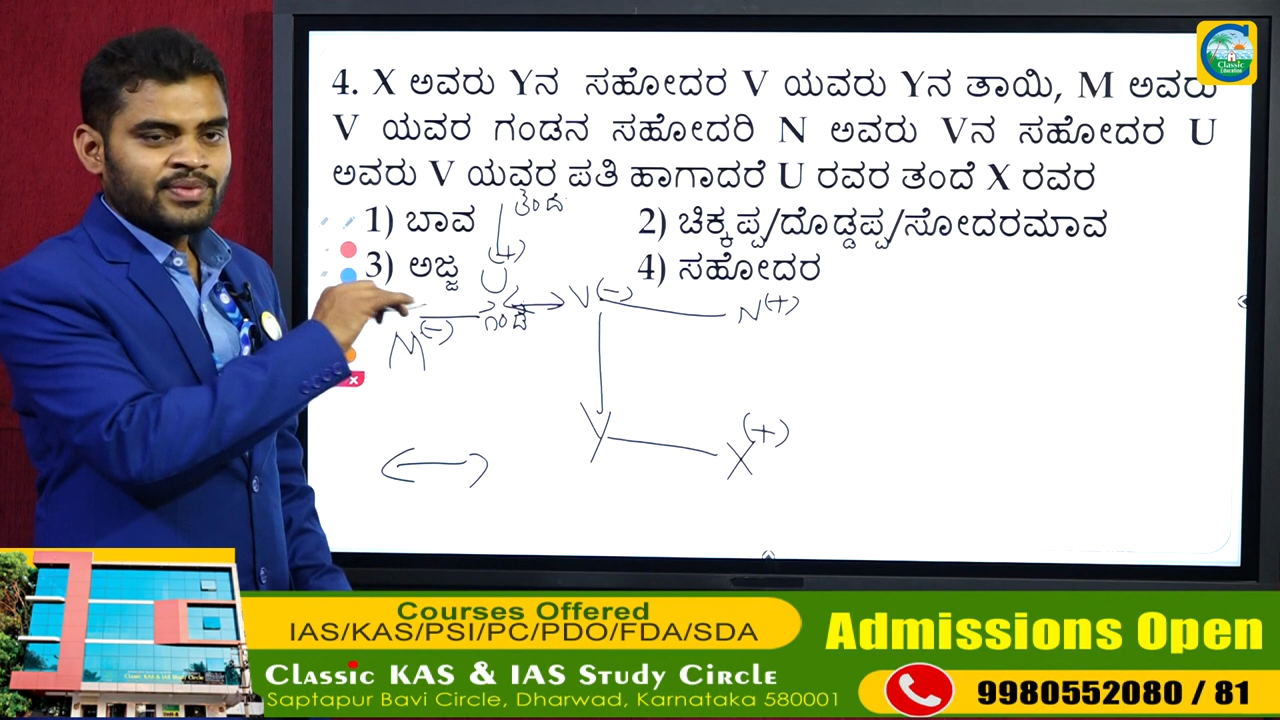 Classic
Education
4. X ಅವರು Yನ ಸಹೋದರ V ಯವರು Yನ ತಾಯಿ, M ಅವರು
V ಯವರ ಗಂಡನ ಸಹೋದರಿ N ಅವರು Vನ ಸಹೋದರ U
ಅವರು V ಯವರ ಪತಿ ಹಾಗಾದರೆ U ರವರ ತಂದೆ X ರವರ
ತಂದೆ
1) ಬಾವ 2) ಚಿಕ್ಕಪ್ಪ/ದೊಡ್ಡಪ್ಪ/ಸೋದರಮಾವ
(+)
3) ಅಜ್ಜ 4) ಸಹೋದರ
U V(-) N(+)
ಗಂಡ
M(-)
Y X(+)
Courses Offered
IAS/KAS/PSI/PC/PDO/FDA/SDA
Classic KAS & IAS Study Circle
Saptapur Bavi Circle, Dharwad, Karnataka 580001
Admissions Open
9980552080 / 81